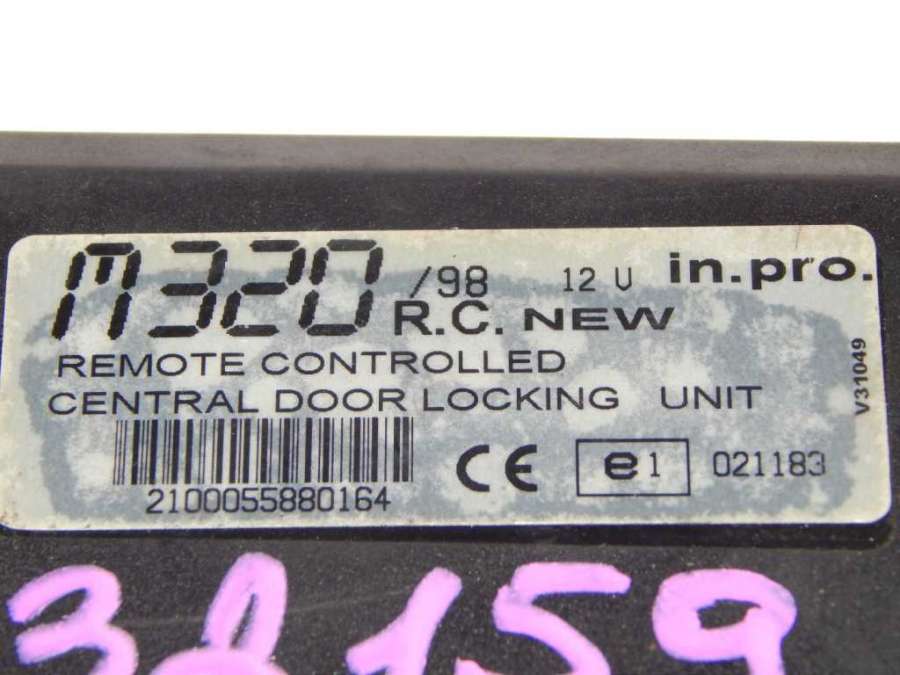 M320 /98 12 V in.pro.
R.C. NEW
REMOTE CONTROLLED
CENTRAL DOOR LOCKING UNIT
V31049
2100055880164
CE e1 021183